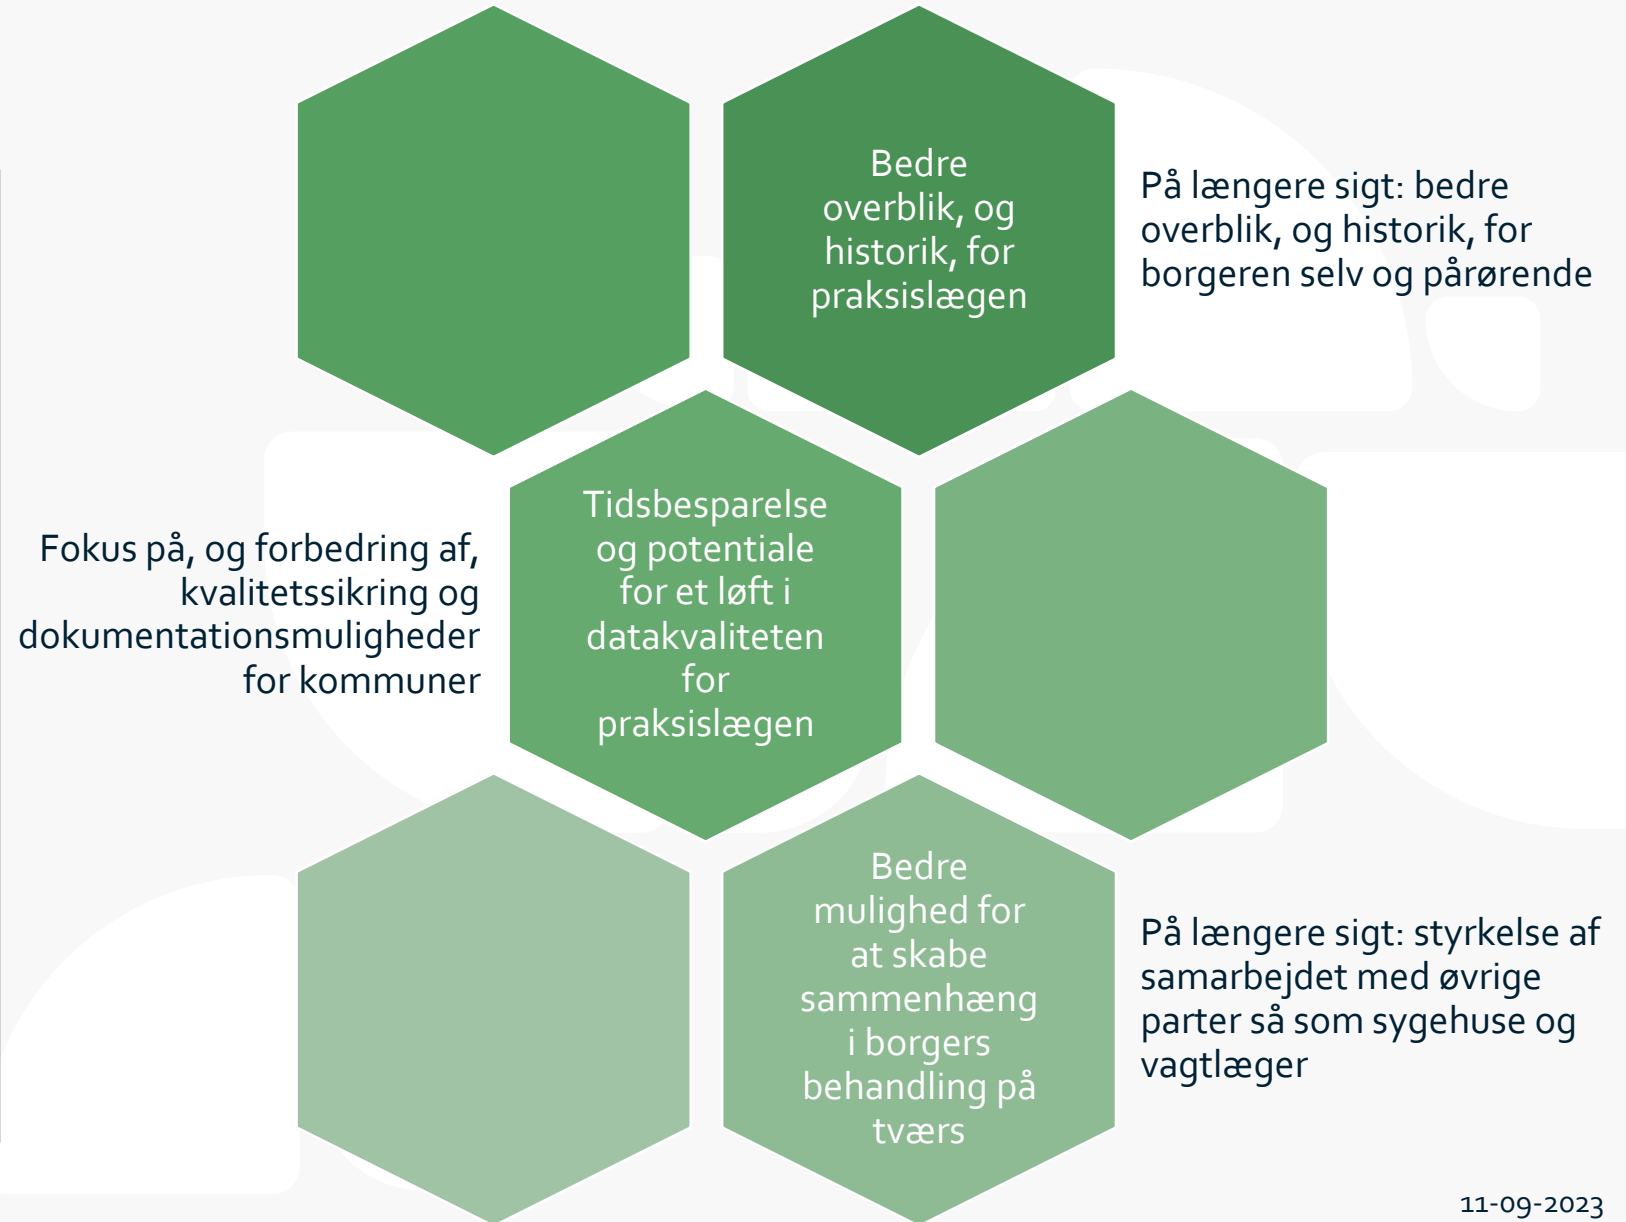 Bedre
overblik, og
historik, for
praksislægen
På længere sigt: bedre
overblik, og historik, for
borgeren selv og pårørende
Fokus på, og forbedring af,
kvalitetssikring og
dokumentationsmuligheder
for kommuner
Tidsbesparelse
og potentiale
for et løft i
datakvaliteten
for
praksislægen
Bedre
mulighed for
at skabe
sammenhæng
i borgers
behandling på
tværs
På længere sigt: styrkelse af
samarbejdet med øvrige
parter så som sygehuse og
vagtlæger
11-09-2023